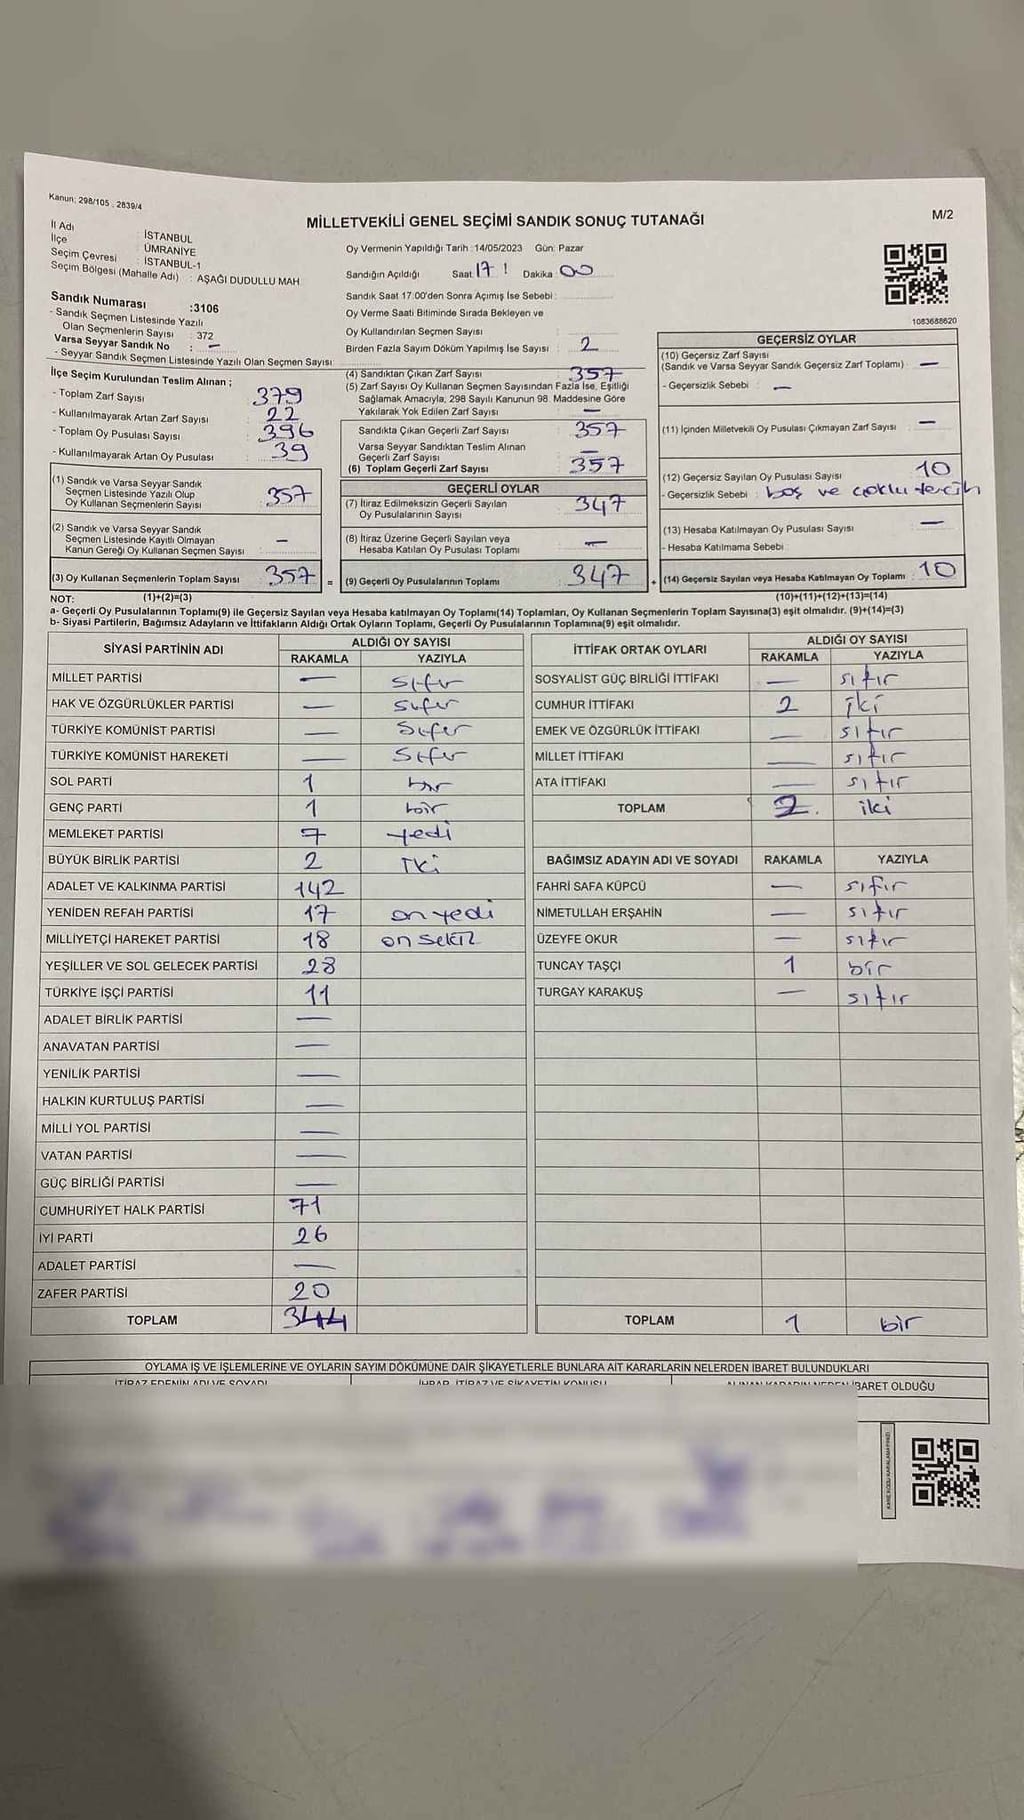 Kanun: 298/105 . 2839/4
MİLLETVEKİLİ GENEL SEÇİMİ SANDIK SONUÇ TUTANAĞI
M/2
İl Adı : İSTANBUL
İlçe : ÜMRANİYE
Seçim Çevresi : İSTANBUL-1
Seçim Bölgesi (Mahalle Adı) : AŞAĞI DUDULLU MAH
Sandık Numarası :3106
- Sandık Seçmen Listesinde Yazılı
Olan Seçmenlerin Sayısı : 372
Varsa Seyyar Sandık No : —
- Seyyar Sandık Seçmen Listesinde Yazılı Olan Seçmen Sayısı
İlçe Seçim Kurulundan Teslim Alınan ;
- Toplam Zarf Sayısı : 379
- Kullanılmayarak Artan Zarf Sayısı : 22
- Toplam Oy Pusulası Sayısı : 396
- Kullanılmayarak Artan Oy Pusulası : 39
Oy Vermenin Yapıldığı Tarih :14/05/2023 Gün: Pazar
Sandığın Açıldığı Saat 17 : Dakika 00
Sandık Saat 17:00'den Sonra Açımış İse Sebebi :
Oy Verme Saati Bitiminde Sırada Bekleyen ve
Oy Kullandırılan Seçmen Sayısı :
Birden Fazla Sayım Döküm Yapılmış İse Sayısı : 2
(4) Sandıktan Çıkan Zarf Sayısı : 357
(5) Zarf Sayısı Oy Kullanan Seçmen Sayısından Fazla İse, Eşitliği
Sağlamak Amacıyla, 298 Sayılı Kanunun 98. Maddesine Göre
Yakılarak Yok Edilen Zarf Sayısı : —
Sandıkta Çıkan Geçerli Zarf Sayısı : 357
Varsa Seyyar Sandıktan Teslim Alınan
Geçerli Zarf Sayısı : —
(6) Toplam Geçerli Zarf Sayısı : 357
1083688620
GEÇERSİZ OYLAR
(10) Geçersiz Zarf Sayısı
(Sandık ve Varsa Seyyar Sandık Geçersiz Zarf Toplamı) : —
- Geçersizlik Sebebi : —
(11) İçinden Milletvekili Oy Pusulası Çıkmayan Zarf Sayısı : —
(12) Geçersiz Sayılan Oy Pusulası Sayısı : 10
- Geçersizlik Sebebi : boş ve çoklu tercih
(13) Hesaba Katılmayan Oy Pusulası Sayısı : —
- Hesaba Katılmama Sebebi
(14) Geçersiz Sayılan veya Hesaba Katılmayan Oy Toplamı : 10
(1) Sandık ve Varsa Seyyar Sandık
Seçmen Listesinde Yazılı Olup
Oy Kullanan Seçmenlerin Sayısı : 357
(2) Sandık ve Varsa Seyyar Sandık
Seçmen Listesinde Kayıtlı Olmayan
Kanun Gereği Oy Kullanan Seçmen Sayısı : —
(3) Oy Kullanan Seçmenlerin Toplam Sayısı : 357 =
GEÇERLİ OYLAR
(7) İtiraz Edilmeksizin Geçerli Sayılan
Oy Pusulalarının Sayısı : 347
(8) İtiraz Üzerine Geçerli Sayılan veya
Hesaba Katılan Oy Pusulası Toplamı : —
(9) Geçerli Oy Pusulalarının Toplamı : 347 +
NOT: (1)+(2)=(3) (10)+(11)+(12)+(13)=(14)
a- Geçerli Oy Pusulalarının Toplamı(9) ile Geçersiz Sayılan veya Hesaba katılmayan Oy Toplamı(14) Toplamları, Oy Kullanan Seçmenlerin Toplam Sayısına(3) eşit olmalıdır. (9)+(14)=(3)
b- Siyasi Partilerin, Bağımsız Adayların ve İttifakların Aldığı Ortak Oyların Toplamı, Geçerli Oy Pusulalarının Toplamına(9) eşit olmalıdır.
SİYASİ PARTİNİN ADI ALDIĞI OY SAYISI
RAKAMLA YAZIYLA
MİLLET PARTİSİ — sıfır
HAK VE ÖZGÜRLÜKLER PARTİSİ — sıfır
TÜRKİYE KOMÜNİST PARTİSİ — sıfır
TÜRKİYE KOMÜNİST HAREKETİ — sıfır
SOL PARTİ 1 bir
GENÇ PARTİ 1 bir
MEMLEKET PARTİSİ 7 yedi
BÜYÜK BİRLİK PARTİSİ 2 iki
ADALET VE KALKINMA PARTİSİ 142
YENİDEN REFAH PARTİSİ 17 on yedi
MİLLİYETÇİ HAREKET PARTİSİ 18 on sekiz
YEŞİLLER VE SOL GELECEK PARTİSİ 28
TÜRKİYE İŞÇİ PARTİSİ 11
ADALET BİRLİK PARTİSİ —
ANAVATAN PARTİSİ —
YENİLİK PARTİSİ —
HALKIN KURTULUŞ PARTİSİ —
MİLLİ YOL PARTİSİ —
VATAN PARTİSİ —
GÜÇ BİRLİĞİ PARTİSİ —
CUMHURİYET HALK PARTİSİ 71
İYİ PARTİ 26
ADALET PARTİSİ —
ZAFER PARTİSİ 20
TOPLAM 344
İTTİFAK ORTAK OYLARI ALDIĞI OY SAYISI
RAKAMLA YAZIYLA
SOSYALİST GÜÇ BİRLİĞİ İTTİFAKI — sıfır
CUMHUR İTTİFAKI 2 iki
EMEK VE ÖZGÜRLÜK İTTİFAKI — sıfır
MİLLET İTTİFAKI — sıfır
ATA İTTİFAKI — sıfır
TOPLAM 2. iki
BAĞIMSIZ ADAYIN ADI VE SOYADI RAKAMLA YAZIYLA
FAHRİ SAFA KÜPCÜ — sıfır
NİMETULLAH ERŞAHİN — sıfır
ÜZEYFE OKUR — sıfır
TUNCAY TAŞÇI 1 bir
TURGAY KARAKUŞ — sıfır
TOPLAM 1 bir
OYLAMA İŞ VE İŞLEMLERİNE VE OYLARIN SAYIM DÖKÜMÜNE DAİR ŞİKAYETLERLE BUNLARA AİT KARARLARIN NELERDEN İBARET BULUNDUKLARI
İTİRAZ EDENİN ADI VE SOYADI İHBAR, İTİRAZ VE ŞİKAYETİN KONUSU ALINAN KARARIN NEDEN İBARET OLDUĞU